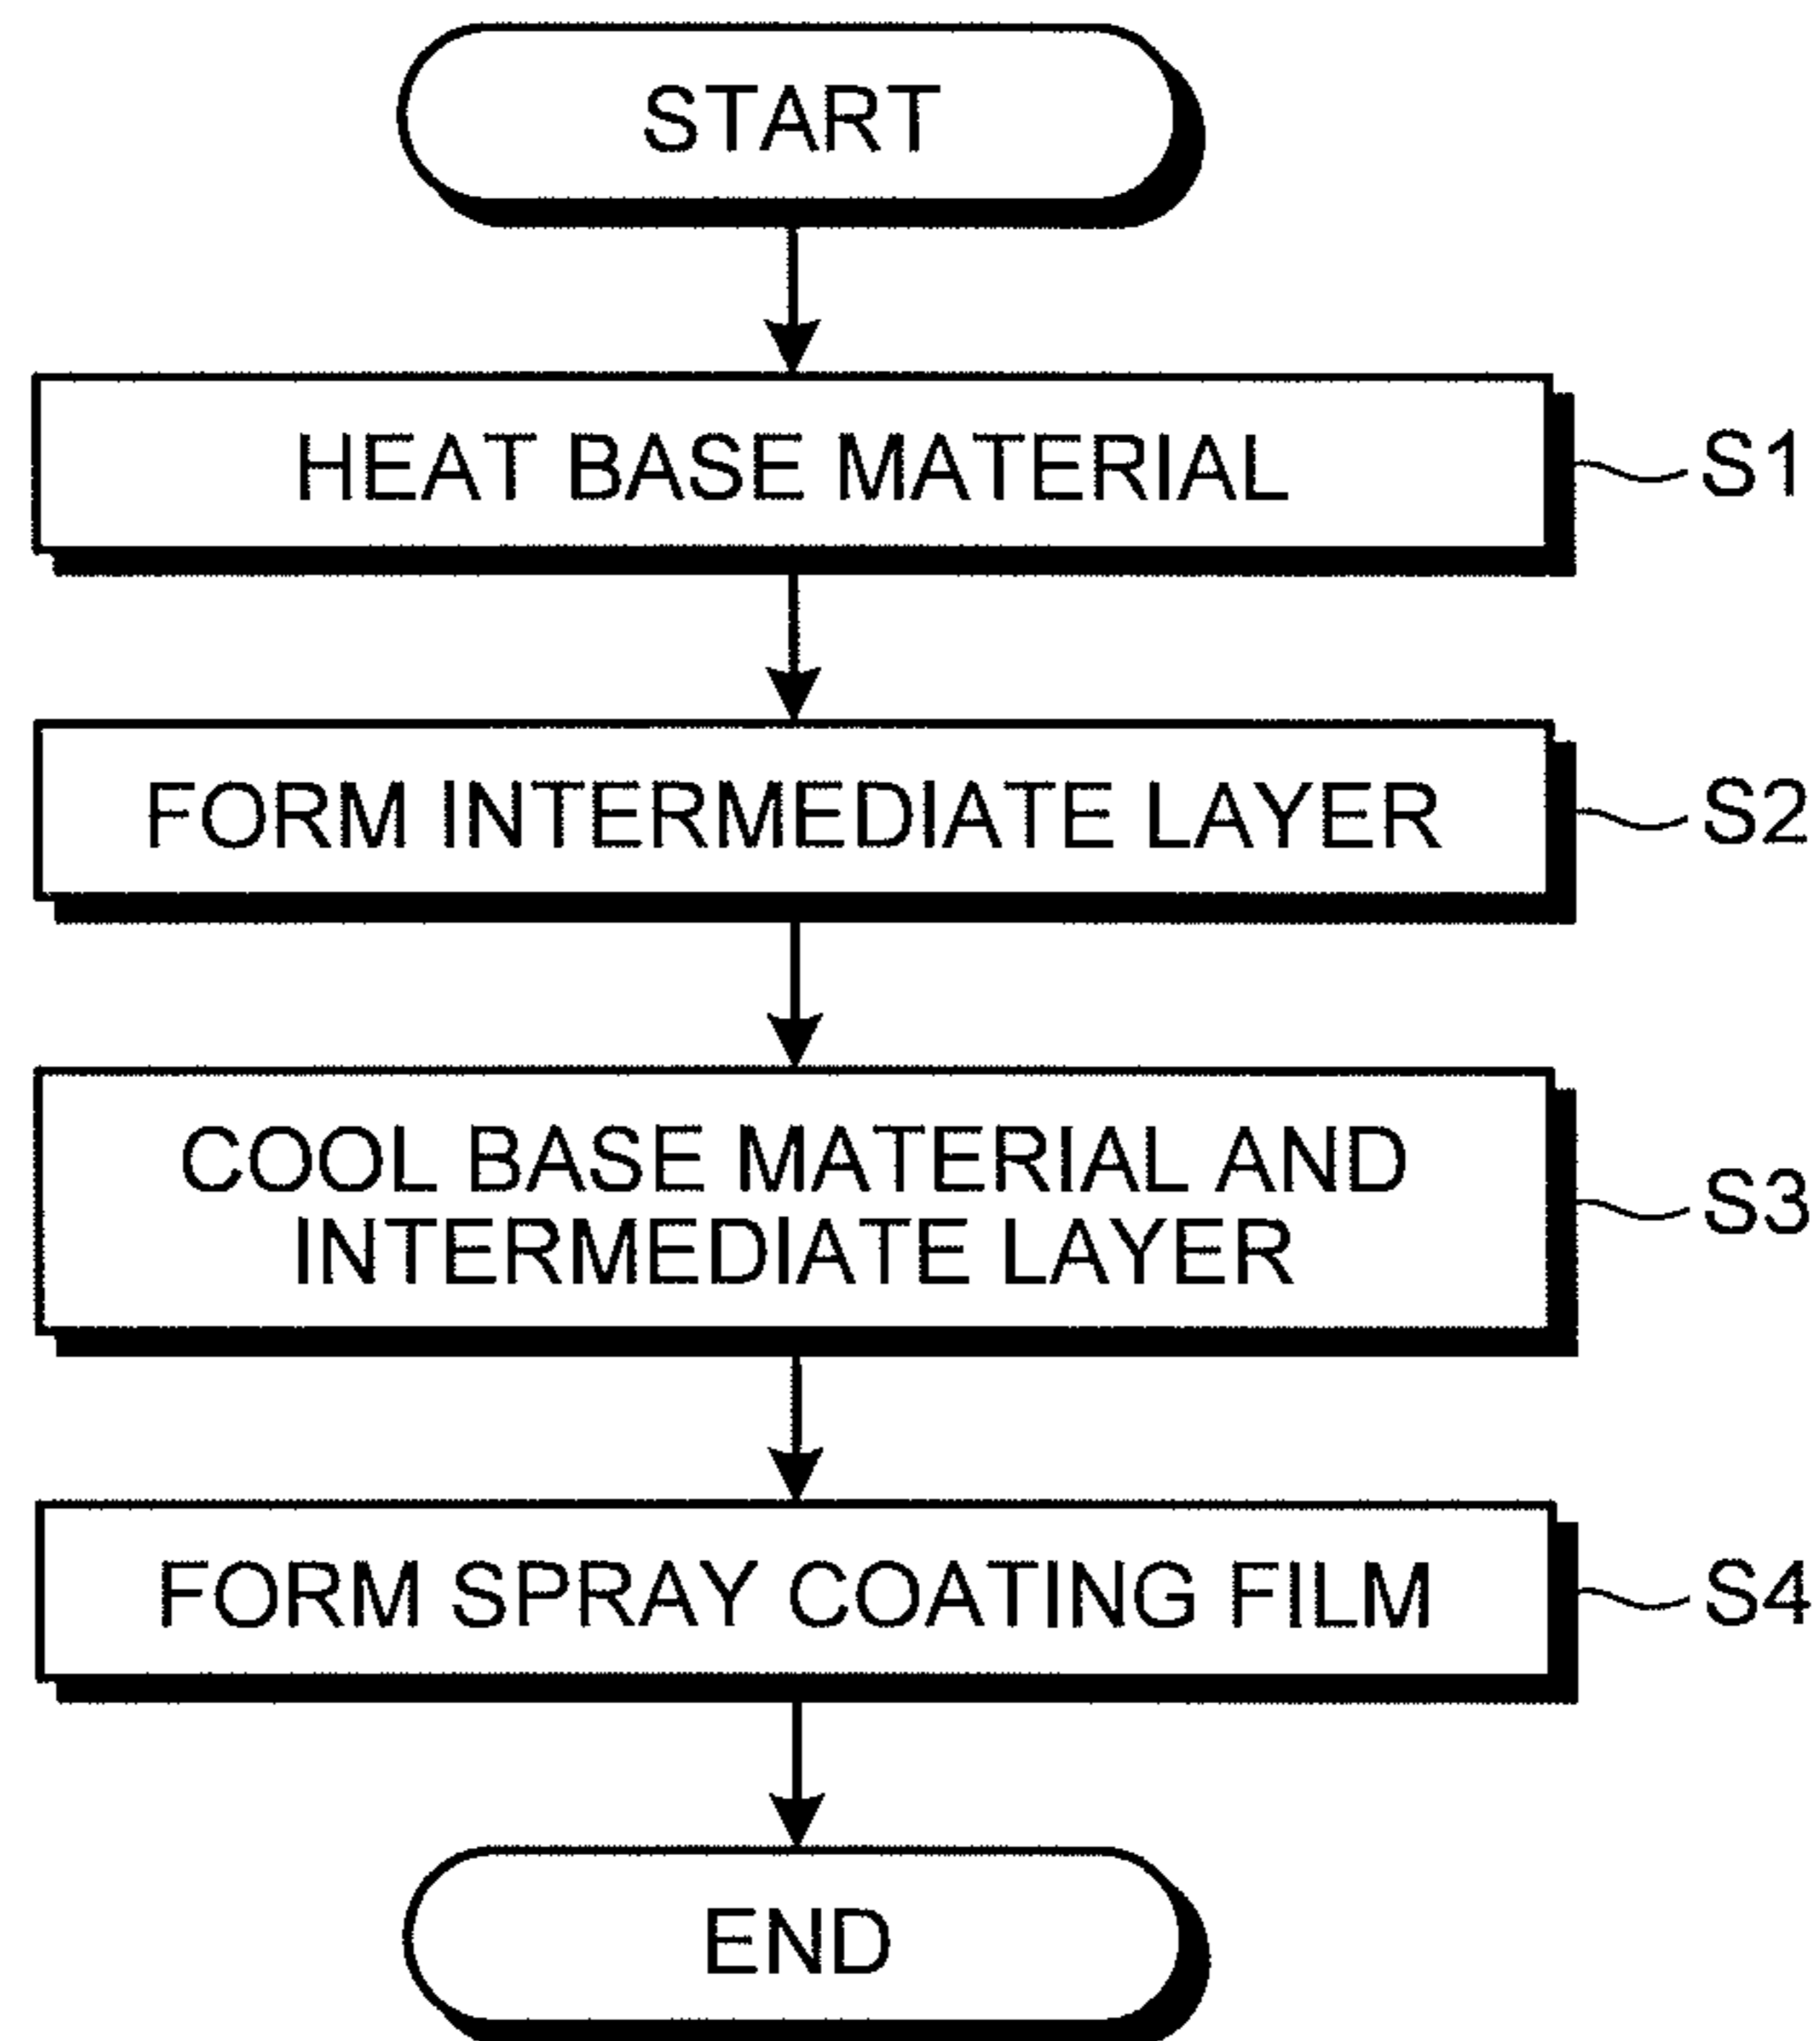 START
HEAT BASE MATERIAL
S1
FORM INTERMEDIATE LAYER
S2
COOL BASE MATERIAL AND
INTERMEDIATE LAYER
S3
FORM SPRAY COATING FILM
S4
END